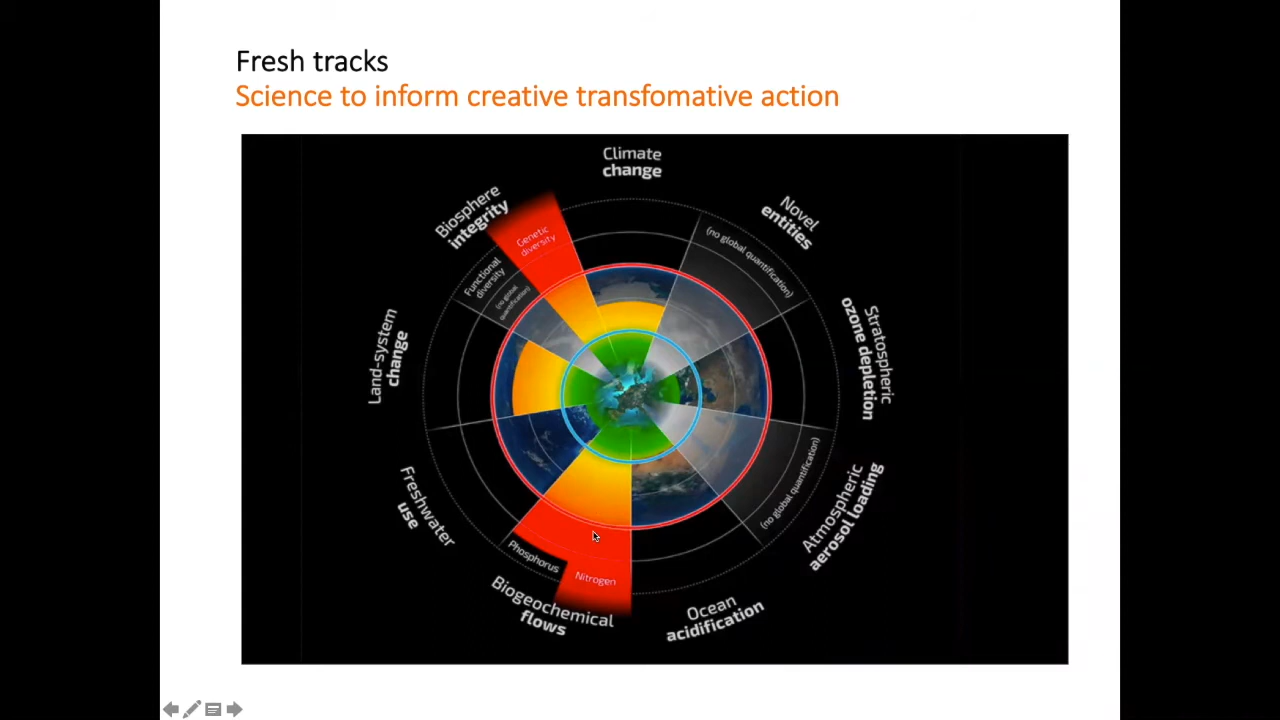 Fresh tracks
Science to inform creative transfomative action
Climate
change
Novel
entities
(no global quantification)
Stratospheric
ozone depletion
Atmospheric
aerosol loading
(no global quantification)
Ocean
acidification
Biogeochemical
flows
Phosphorus
Nitrogen
Freshwater
use
Land-system
change
Biosphere
integrity
Genetic
diversity
Functional
diversity
(no global
quantification)